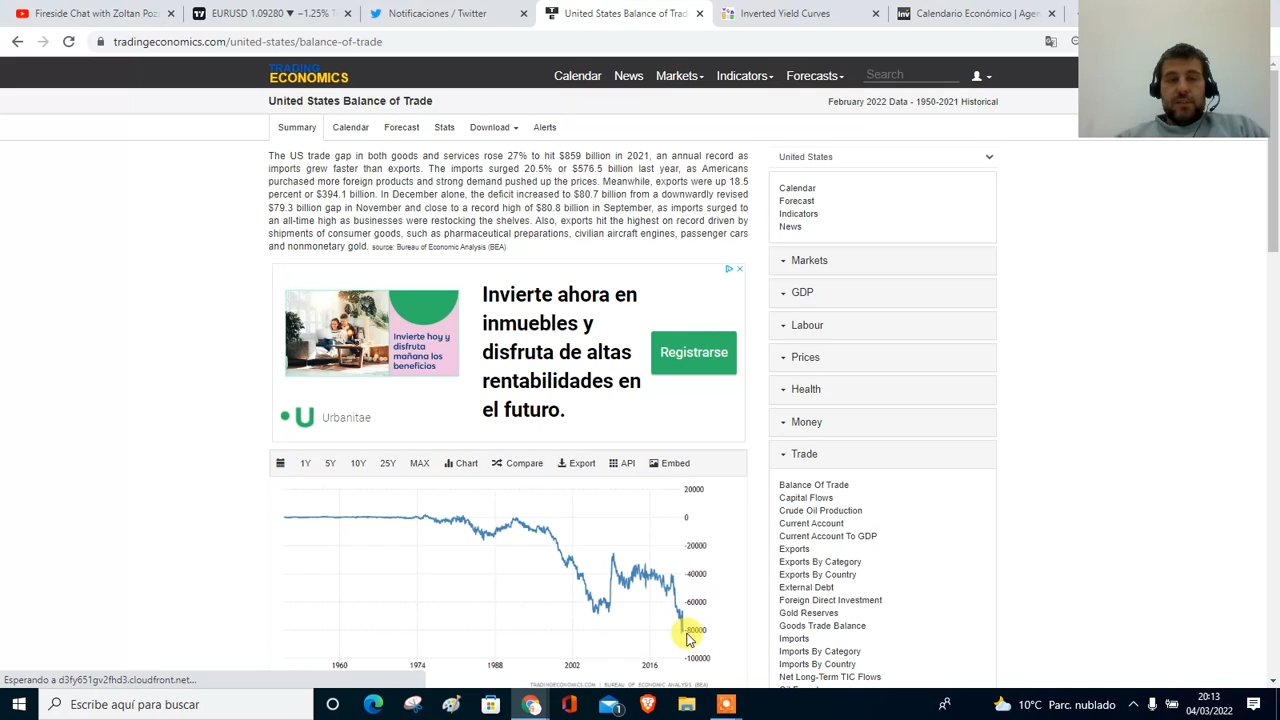 Fireside Chat with Zoltan Poz
EURUSD 1.09280 ▼ −1.25%
Notificaciones / Twitter
United States Balance of Trad
Inverted Yield Curves
Calendario Económico | Agen
tradingeconomics.com/united-states/balance-of-trade
TRADING
ECONOMICS
Calendar
News
Markets
Indicators
Forecasts
Search
United States Balance of Trade
February 2022 Data - 1950-2021 Historical
Summary
Calendar
Forecast
Stats
Download
Alerts
The US trade gap in both goods and services rose 27% to hit $859 billion in 2021, an annual record as
imports grew faster than exports. The imports surged 20.5% or $576.5 billion last year, as Americans
purchased more foreign products and strong demand pushed up the prices. Meanwhile, exports were up 18.5
percent or $394.1 billion. In December alone, the deficit increased to $80.7 billion from a downwardly revised
$79.3 billion gap in November and close to a record high of $80.8 billion in September, as imports surged to
an all-time high as businesses were restocking the shelves. Also, exports hit the highest on record driven by
shipments of consumer goods, such as pharmaceutical preparations, civilian aircraft engines, passenger cars
and nonmonetary gold. source: Bureau of Economic Analysis (BEA)
Invierte hoy y
disfruta
mañana los
beneficios
Urbanitae
Invierte ahora en
inmuebles y
disfruta de altas
rentabilidades en
el futuro.
Registrarse
1Y
5Y
10Y
25Y
MAX
Chart
Compare
Export
API
Embed
20000
0
-20000
-40000
-60000
-80000
-100000
1960
1974
1988
2002
2016
TRADINGECONOMICS.COM | BUREAU OF ECONOMIC ANALYSIS (BEA)
United States
Calendar
Forecast
Indicators
News
Markets
GDP
Labour
Prices
Health
Money
Trade
Balance Of Trade
Capital Flows
Crude Oil Production
Current Account
Current Account To GDP
Exports
Exports By Category
Exports By Country
External Debt
Foreign Direct Investment
Gold Reserves
Goods Trade Balance
Imports
Imports By Category
Imports By Country
Net Long-Term TIC Flows
Esperando a d3fy651gv2fhd3.cloudfront.net...
Escribe aquí para buscar
1
10°C Parc. nublado
20:13
04/03/2022